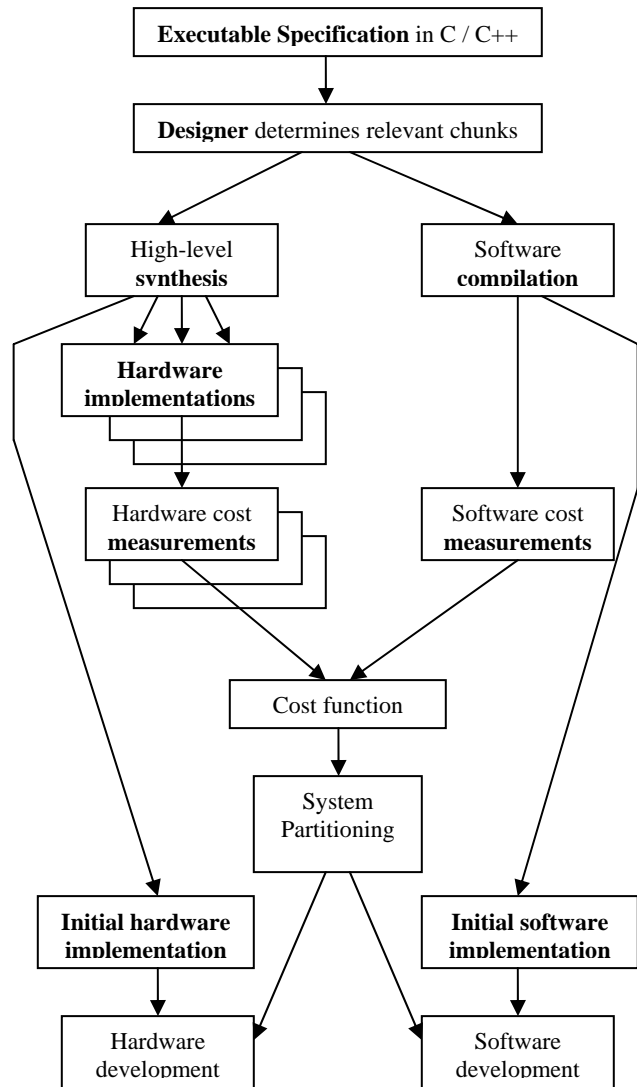 Executable Specification in C / C++
Designer determines relevant chunks
High-level
synthesis
Software
compilation
Hardware
implementations
Hardware cost
measurements
Software cost
measurements
Cost function
System
Partitioning
Initial hardware
implementation
Initial software
implementation
Hardware
development
Software
development